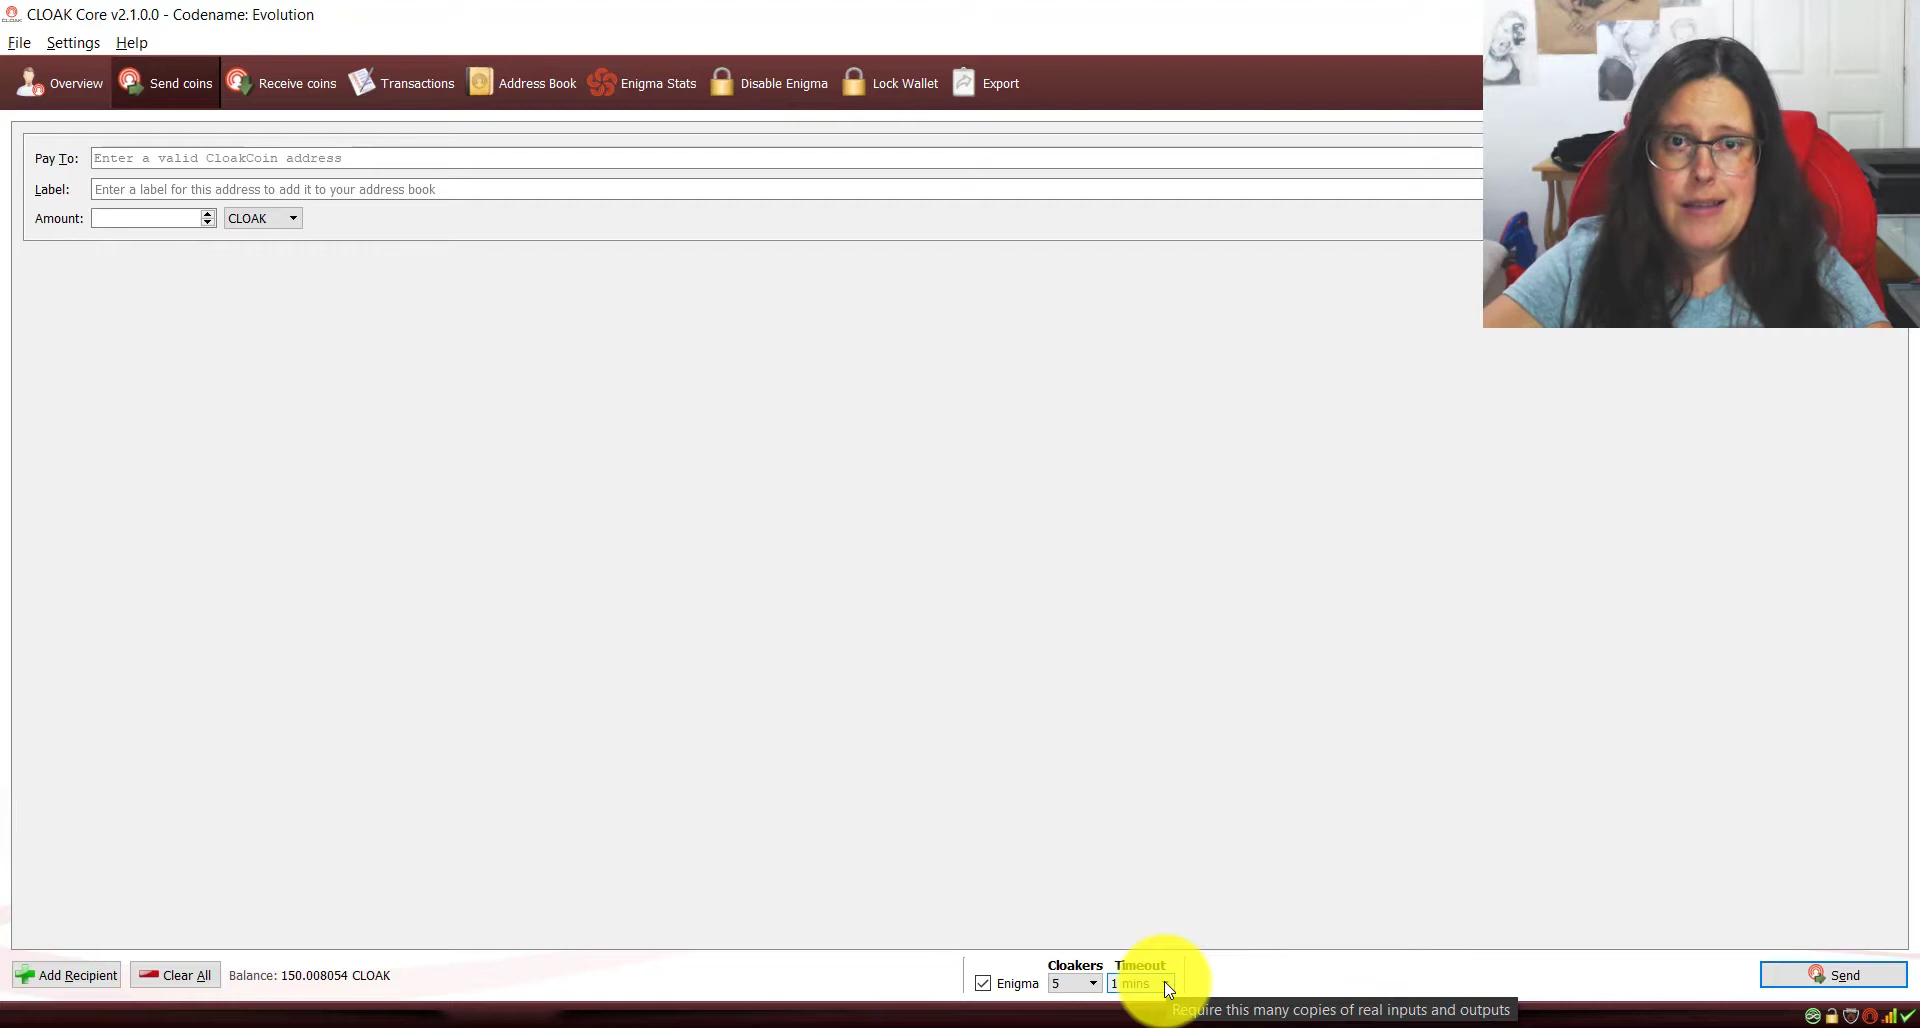 CLOAK Core v2.1.0.0 - Codename: Evolution
File Settings Help
Overview Send coins Receive coins Transactions Address Book Enigma Stats Disable Enigma Lock Wallet Export
Pay To: Enter a valid CloakCoin address
Label: Enter a label for this address to add it to your address book
Amount: CLOAK
Cloakers Timeout
Add Recipient Clear All Balance: 150.008054 CLOAK Enigma 5 1 mins Send
Require this many copies of real inputs and outputs